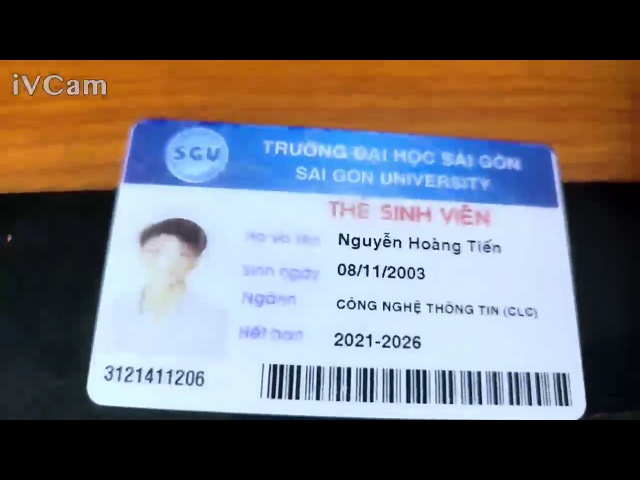 iVCam
SGU
TRƯỜNG ĐẠI HỌC SÀI GÒN
SAI GON UNIVERSITY
THẺ SINH VIÊN
Họ và tên Nguyễn Hoàng Tiến
Sinh ngày 08/11/2003
Ngành CÔNG NGHỆ THÔNG TIN (CLC)
Hết hạn 2021-2026
3121411206